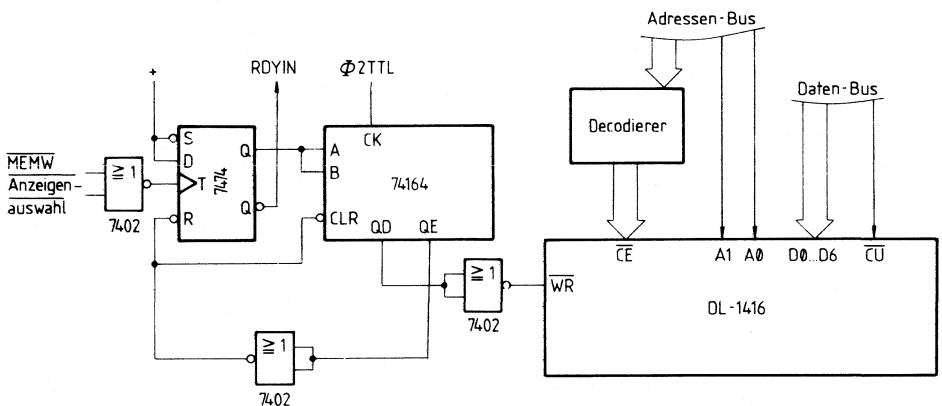 Adressen-Bus
RDYIN
Φ2TTL
Daten-Bus
+
Decodierer
S
D
T
R
Q
Q
7474
CK
A
B
74164
CLR
QD
QE
MEMW
Anzeigen-
auswahl
≥1
7402
CE
A1
A0
D0...D6
CU
WR
DL-1416
≥1
7402
≥1
7402